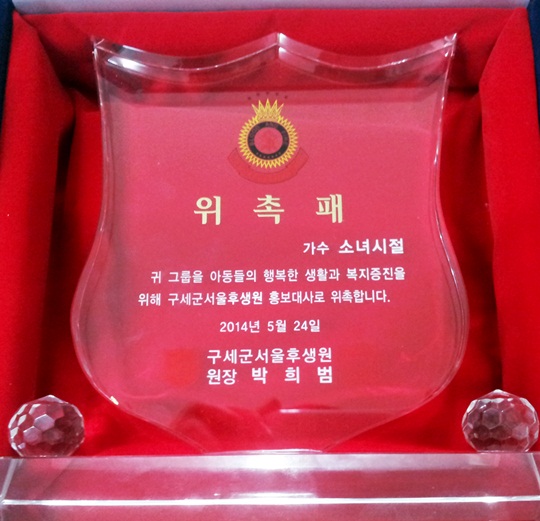 위 촉 패
가수 소녀시절
귀 그룹을 아동들의 행복한 생활과 복지증진을
위해 구세군서울후생원 홍보대사로 위촉합니다.
2014년 5월 24일
구세군서울후생원
원장 박 희 범